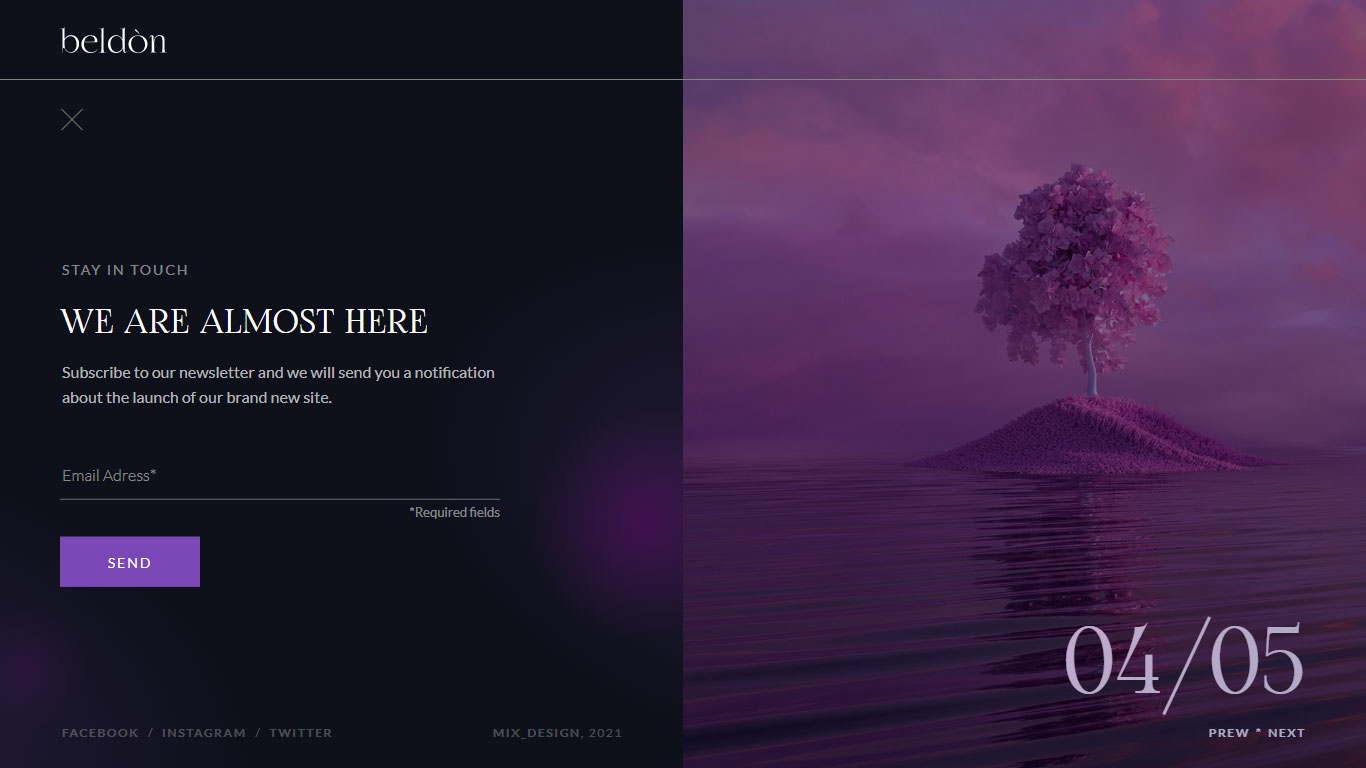 beldòn
STAY IN TOUCH
WE ARE ALMOST HERE
Subscribe to our newsletter and we will send you a notification
about the launch of our brand new site.
Email Adress*
*Required fields
SEND
04/05
FACEBOOK / INSTAGRAM / TWITTER
MIX_DESIGN, 2021
PREW * NEXT